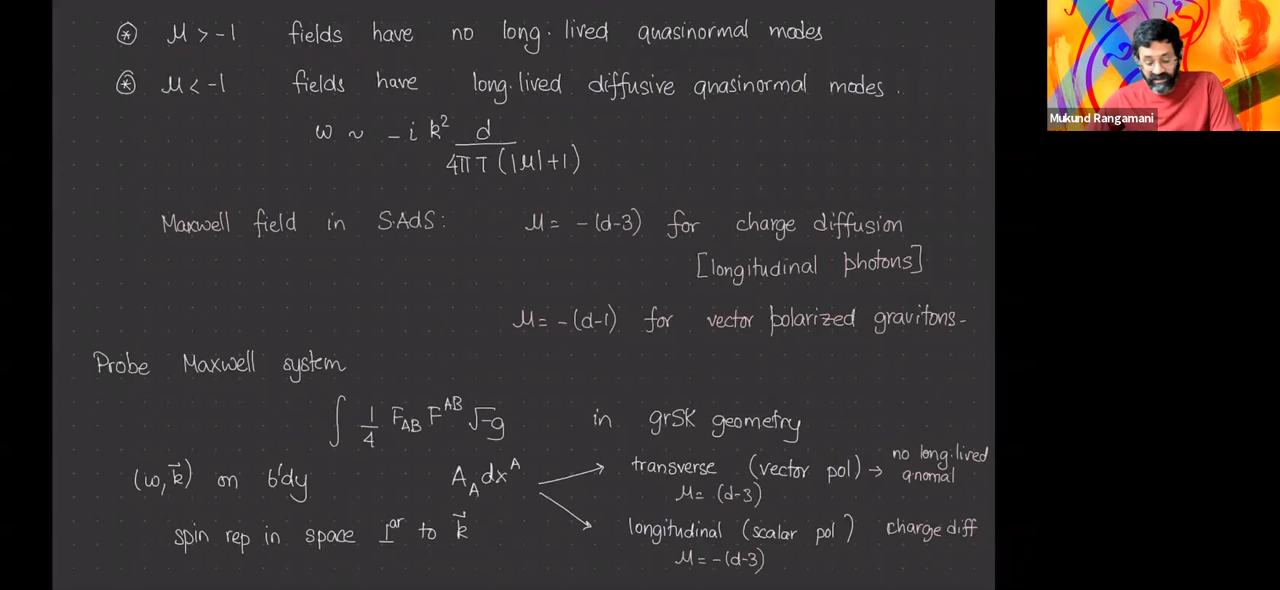 ⊛ μ > -1 fields have no long-lived quasinormal modes
⊛ μ < -1 fields have long-lived diffusive quasinormal modes.
ω ~ -i k² d / 4πT (|μ|+1)
Maxwell field in SAdS: μ = -(d-3) for charge diffusion
[longitudinal photons]
μ = -(d-1) for vector polarized gravitons-
Probe Maxwell system
∫ 1/4 F_AB F^AB √-g in grSK geometry
(ω, k⃗) on b'dy A_A dx^A transverse (vector pol) → no long-lived q.nomal
μ = (d-3)
spin rep in space ⊥ar to k⃗ longitudinal (scalar pol) charge diff
μ = -(d-3)
Mukund Rangamani